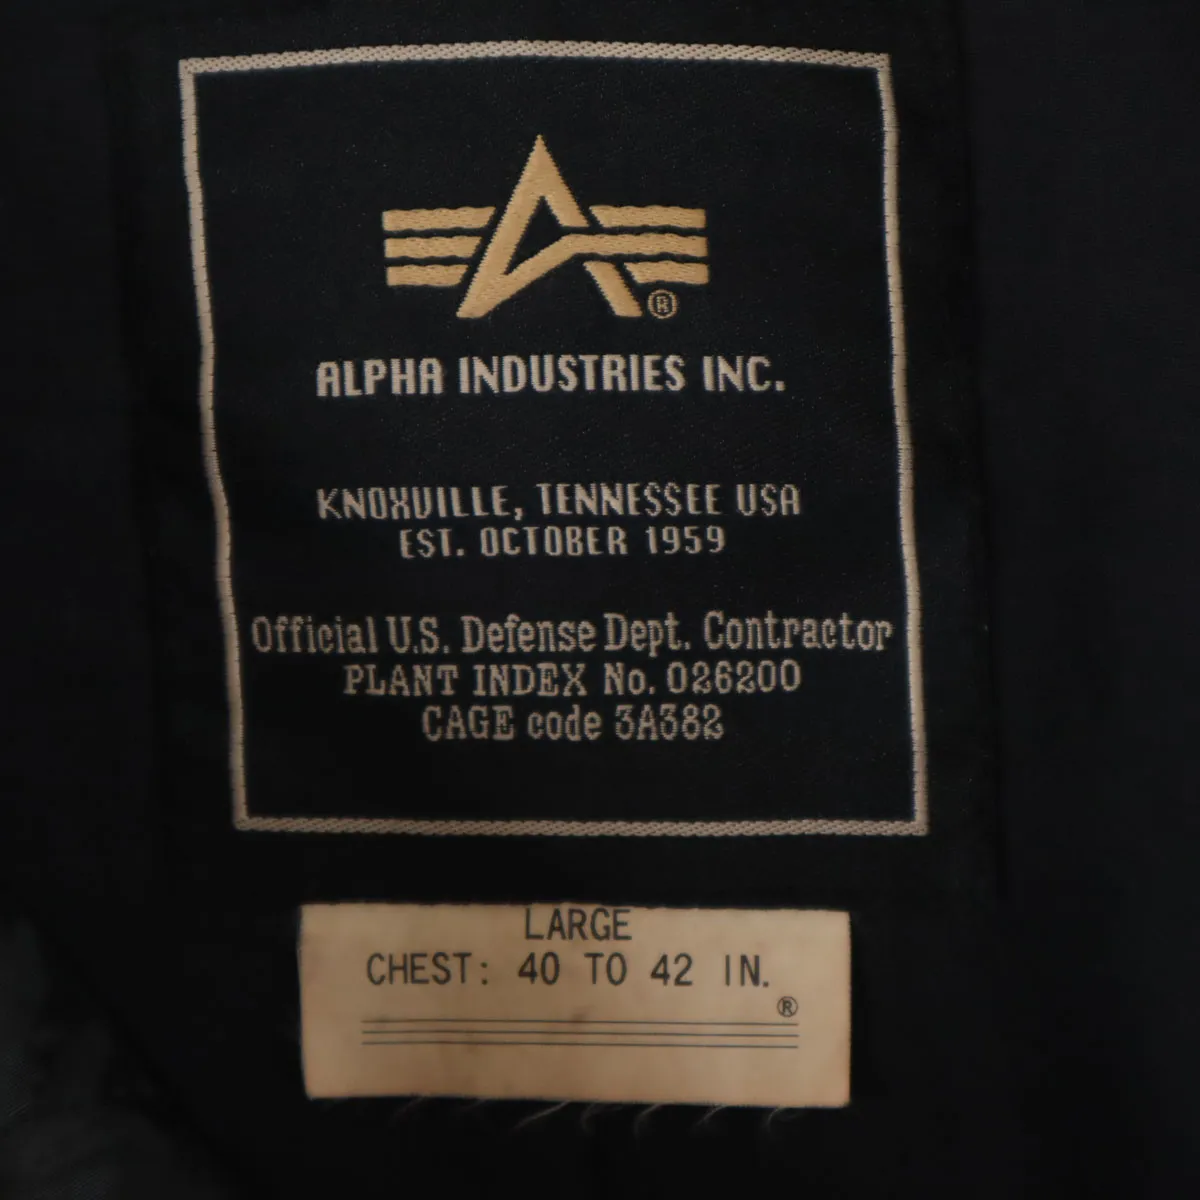 ®
ALPHA INDUSTRIES INC.
KNOXVILLE, TENNESSEE USA
EST. OCTOBER 1959
Official U.S. Defense Dept. Contractor
PLANT INDEX No. 026200
CAGE code 3A382
LARGE
CHEST: 40 TO 42 IN.
®